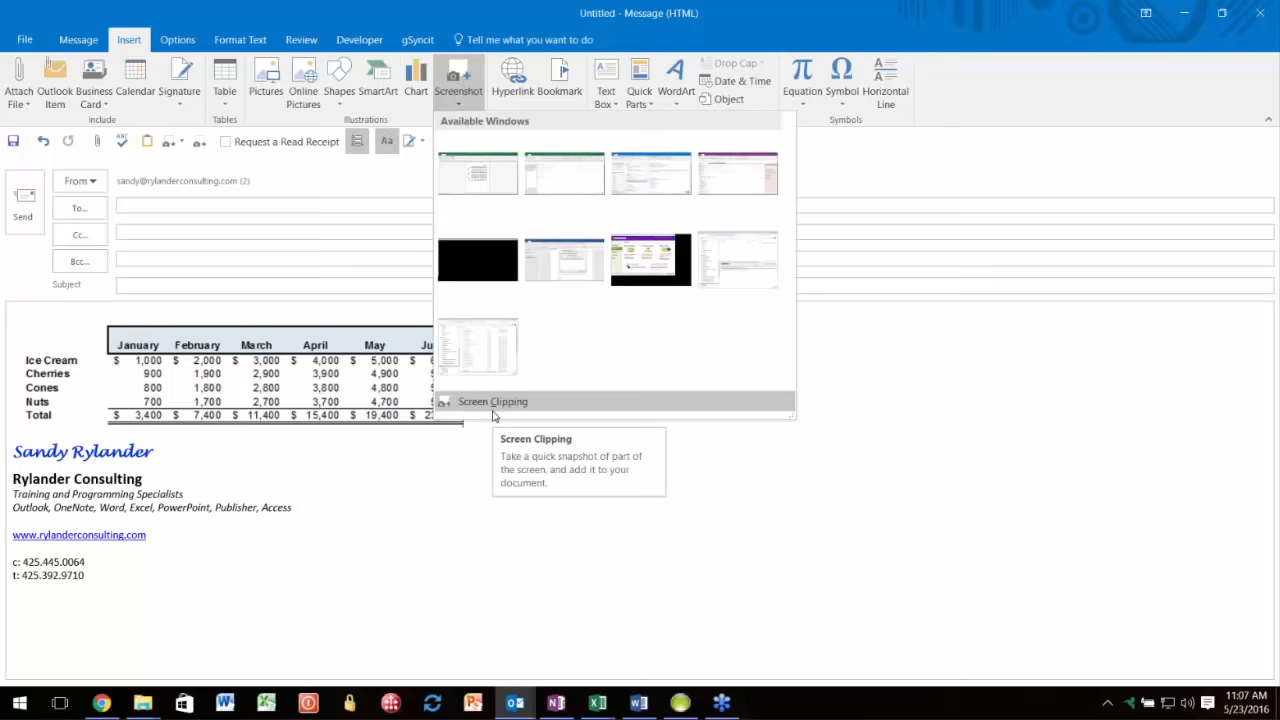 Untitled - Message (HTML)
File Message Insert Options Format Text Review Developer gSyncit Tell me what you want to do
Attach File Outlook Item Business Card Calendar Signature Table Pictures Online Pictures Shapes SmartArt Chart Screenshot Hyperlink Bookmark Text Box Quick Parts WordArt Drop Cap Date & Time Object Equation Symbol Horizontal Line
Include Tables Illustrations Symbols
Available Windows
Request a Read Receipt Aa
From sandy@rylanderconsulting.com (2)
To...
Send
Cc...
Bcc...
Subject
January February March April May Ju
Ice Cream $ 1,000 $ 2,000 $ 3,000 $ 4,000 $ 5,000 $
Cherries 900 1,900 2,900 3,900 4,900
Cones 800 1,800 2,800 3,800 4,800
Nuts 700 1,700 2,700 3,700 4,700
Total $ 3,400 $ 7,400 $ 11,400 $ 15,400 $ 19,400 $ 2
Screen Clipping
Screen Clipping
Take a quick snapshot of part
of the screen, and add it to your
document.
Sandy Rylander
Rylander Consulting
Training and Programming Specialists
Outlook, OneNote, Word, Excel, PowerPoint, Publisher, Access
www.rylanderconsulting.com
c: 425.445.0064
t: 425.392.9710
11:07 AM
5/23/2016